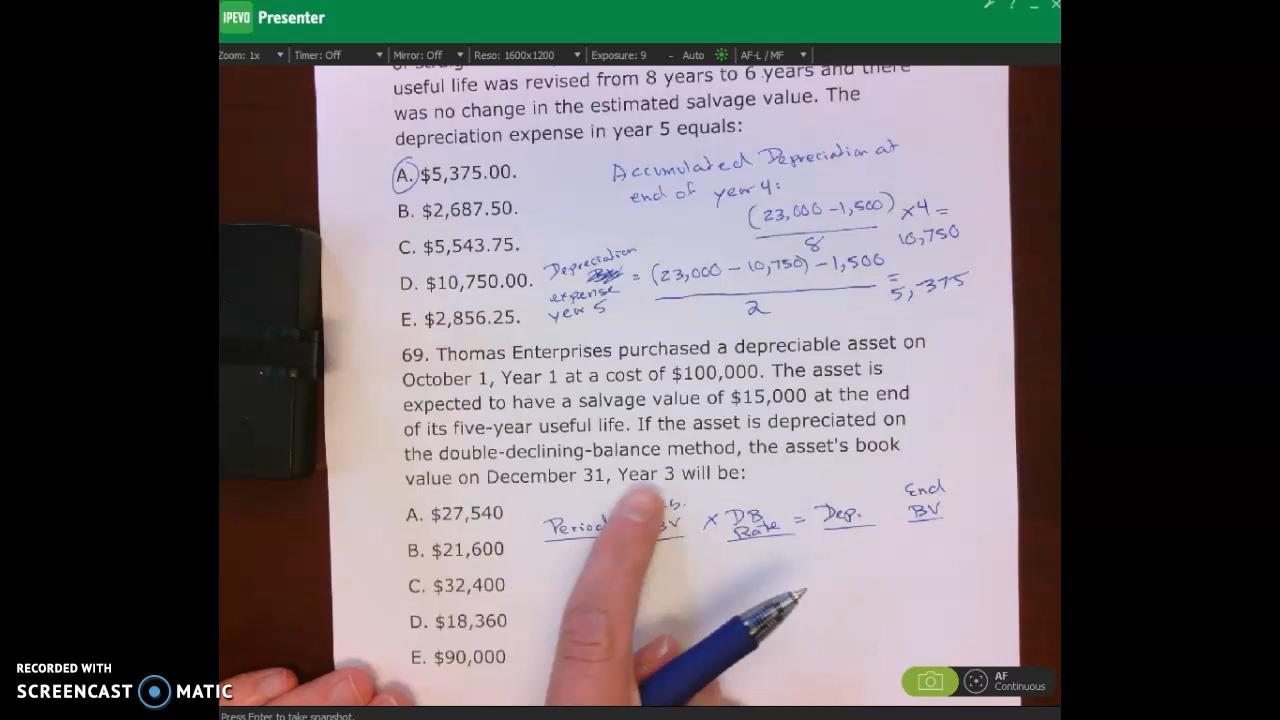 IPEVO Presenter
Zoom: 1x Timer: Off Mirror: Off Reso: 1600x1200 Exposure: 9 - Auto AF-L / MF
useful life was revised from 8 years to 6 years and there
was no change in the estimated salvage value. The
depreciation expense in year 5 equals:
A. $5,375.00.
B. $2,687.50.
C. $5,543.75.
D. $10,750.00.
E. $2,856.25.
Accumulated Depreciation at
end of year 4:
(23,000 - 1,500) x 4 =
8
10,750
Depreciation
expense
year 5
= (23,000 - 10,750) - 1,500 =
2
5,375
69. Thomas Enterprises purchased a depreciable asset on
October 1, Year 1 at a cost of $100,000. The asset is
expected to have a salvage value of $15,000 at the end
of its five-year useful life. If the asset is depreciated on
the double-declining-balance method, the asset's book
value on December 31, Year 3 will be:
A. $27,540
B. $21,600
C. $32,400
D. $18,360
E. $90,000
Period BV x DB Rate = Dep. End BV
RECORDED WITH
SCREENCAST MATIC
AF
Continuous
Press Enter to take snapshot.